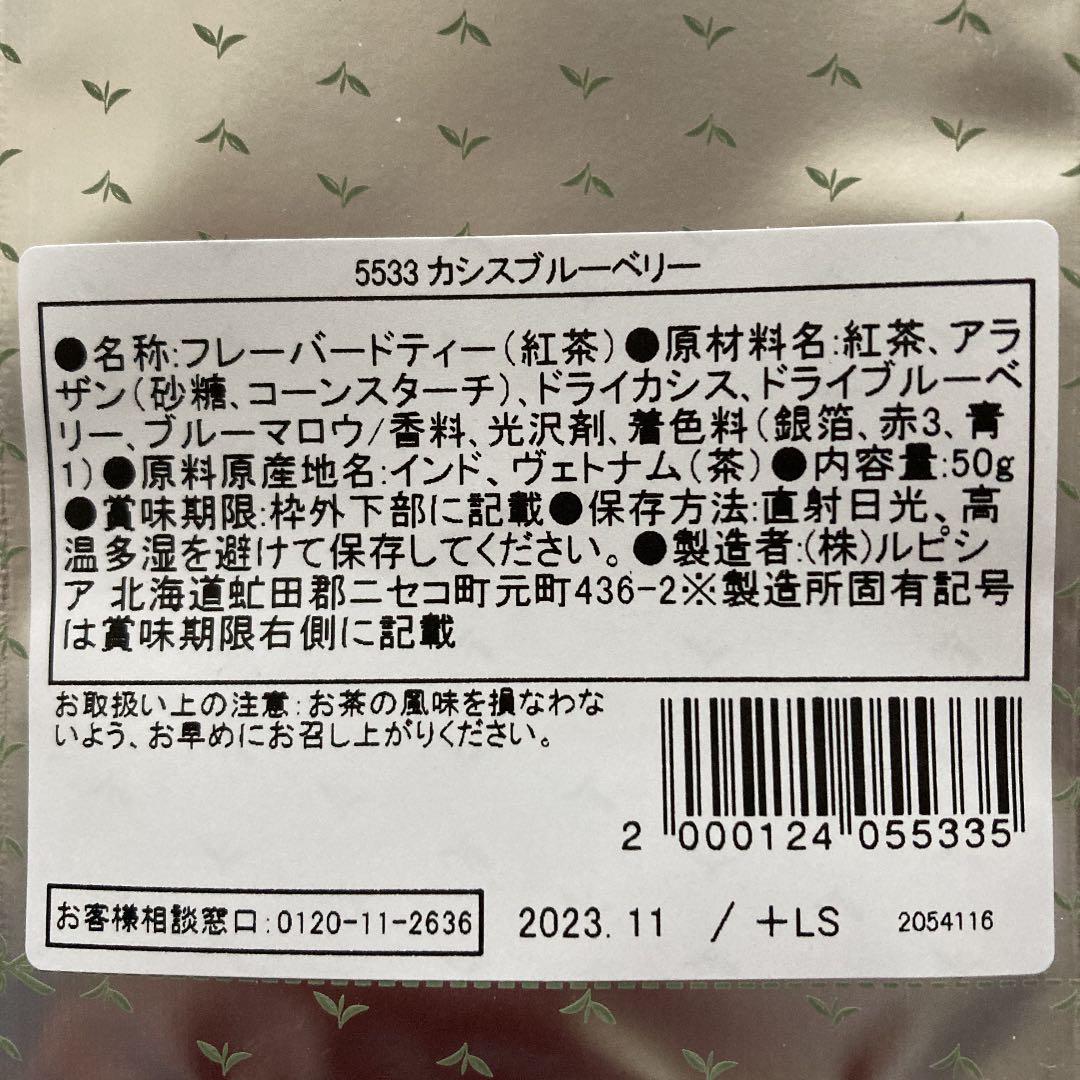 5533 カシスブルーベリー
●名称:フレーバードティー(紅茶)●原材料名:紅茶、アラ
ザン(砂糖、コーンスターチ)、ドライカシス、ドライブルーベ
リー、ブルーマロウ/香料、光沢剤、着色料(銀箔、赤3、青
1)●原料原産地名:インド、ヴェトナム(茶)●内容量:50g
●賞味期限:枠外下部に記載●保存方法:直射日光、高
温多湿を避けて保存してください。●製造者:(株)ルピシ
ア 北海道虻田郡ニセコ町元町436-2※製造所固有記号
は賞味期限右側に記載
お取扱い上の注意:お茶の風味を損なわな
いよう、お早めにお召し上がりください。
2 000124 055335
お客様相談窓口:0120-11-2636
2023. 11 / +LS 2054116